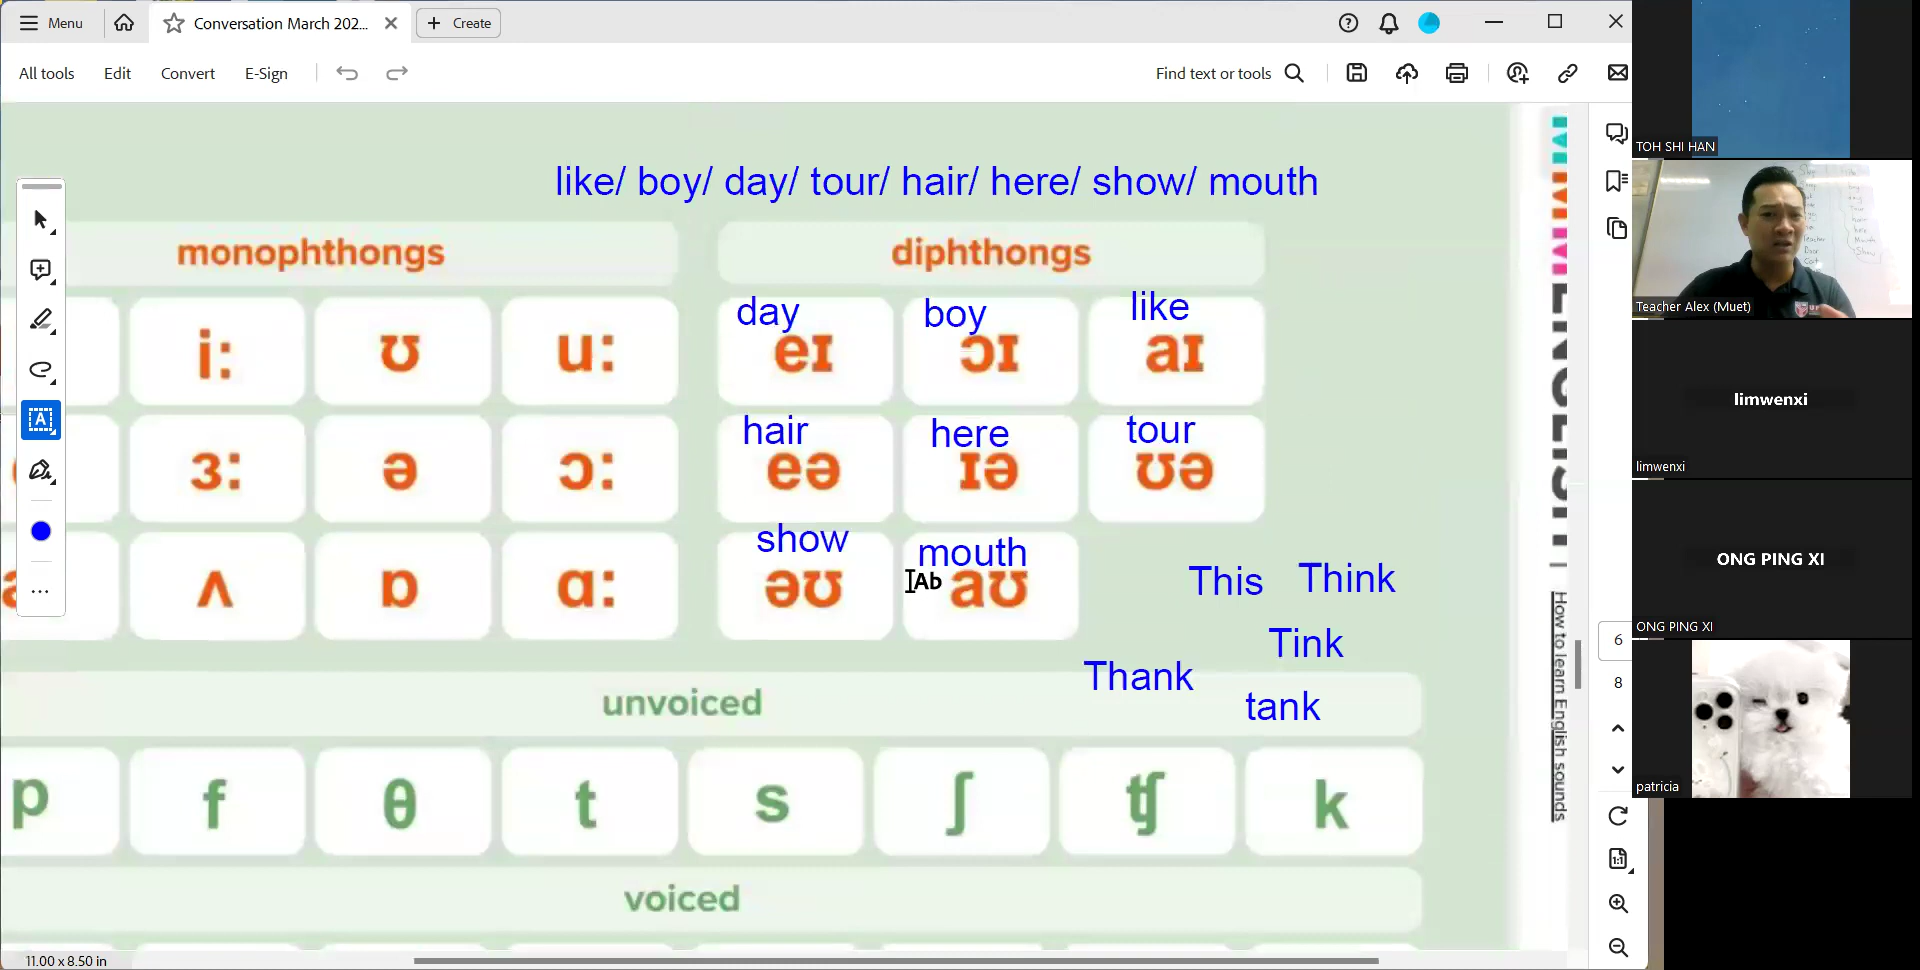 Menu
Conversation March 202...
Create
All tools
Edit
Convert
E-Sign
Find text or tools
like/ boy/ day/ tour/ hair/ here/ show/ mouth
monophthongs
diphthongs
day
boy
like
i:
ʊ
u:
eɪ
ɔɪ
aɪ
hair
here
tour
ɜ:
ə
ɔ:
eə
ɪə
ʊə
show
mouth
ʌ
ɒ
ɑ:
əʊ
Ab
aʊ
This
Think
Tink
Thank
tank
unvoiced
p
f
θ
t
s
ʃ
ʧ
k
voiced
11.00 x 8.50 in
How to learn English sounds
6
8
TOH SHI HAN
Teacher Alex (Muet)
limwenxi
limwenxi
ONG PING XI
ONG PING XI
patricia